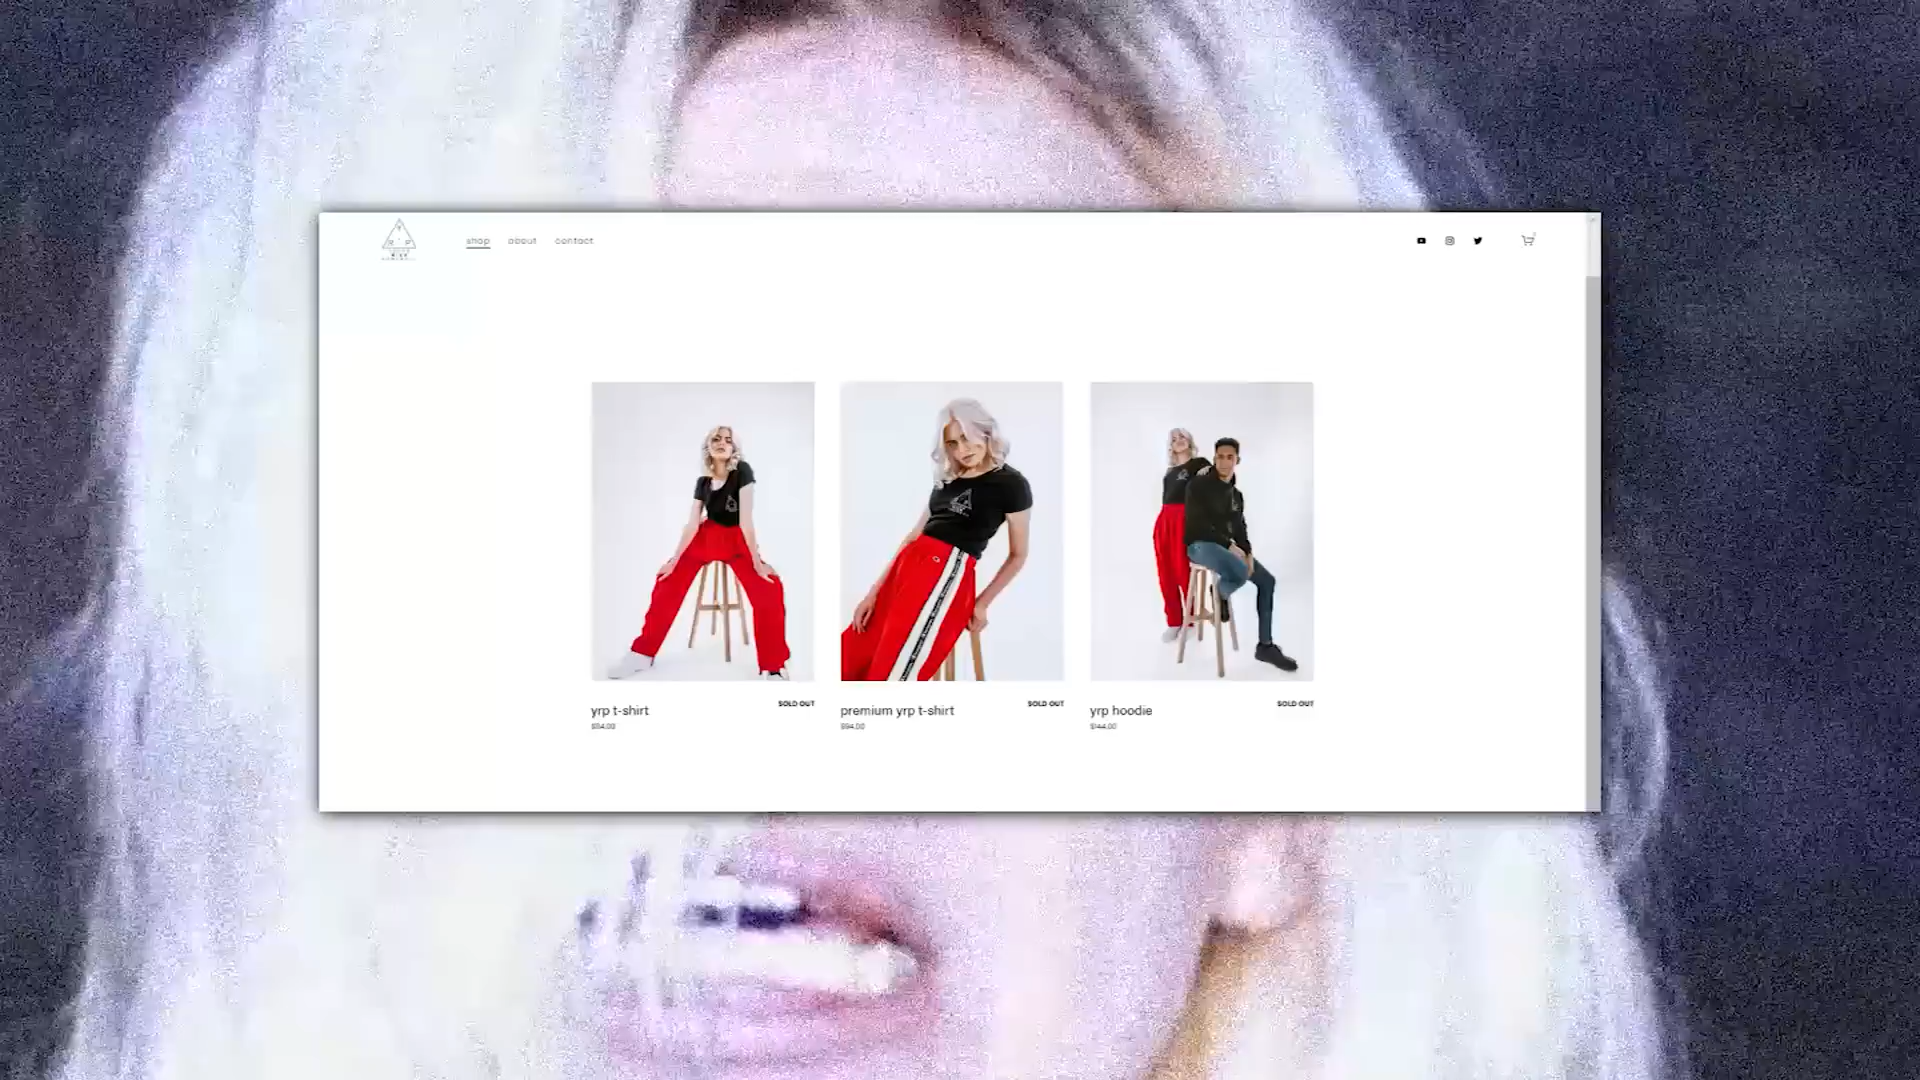 shop about contact
SOLD OUT SOLD OUT SOLD OUT
yrp t-shirt premium yrp t-shirt yrp hoodie